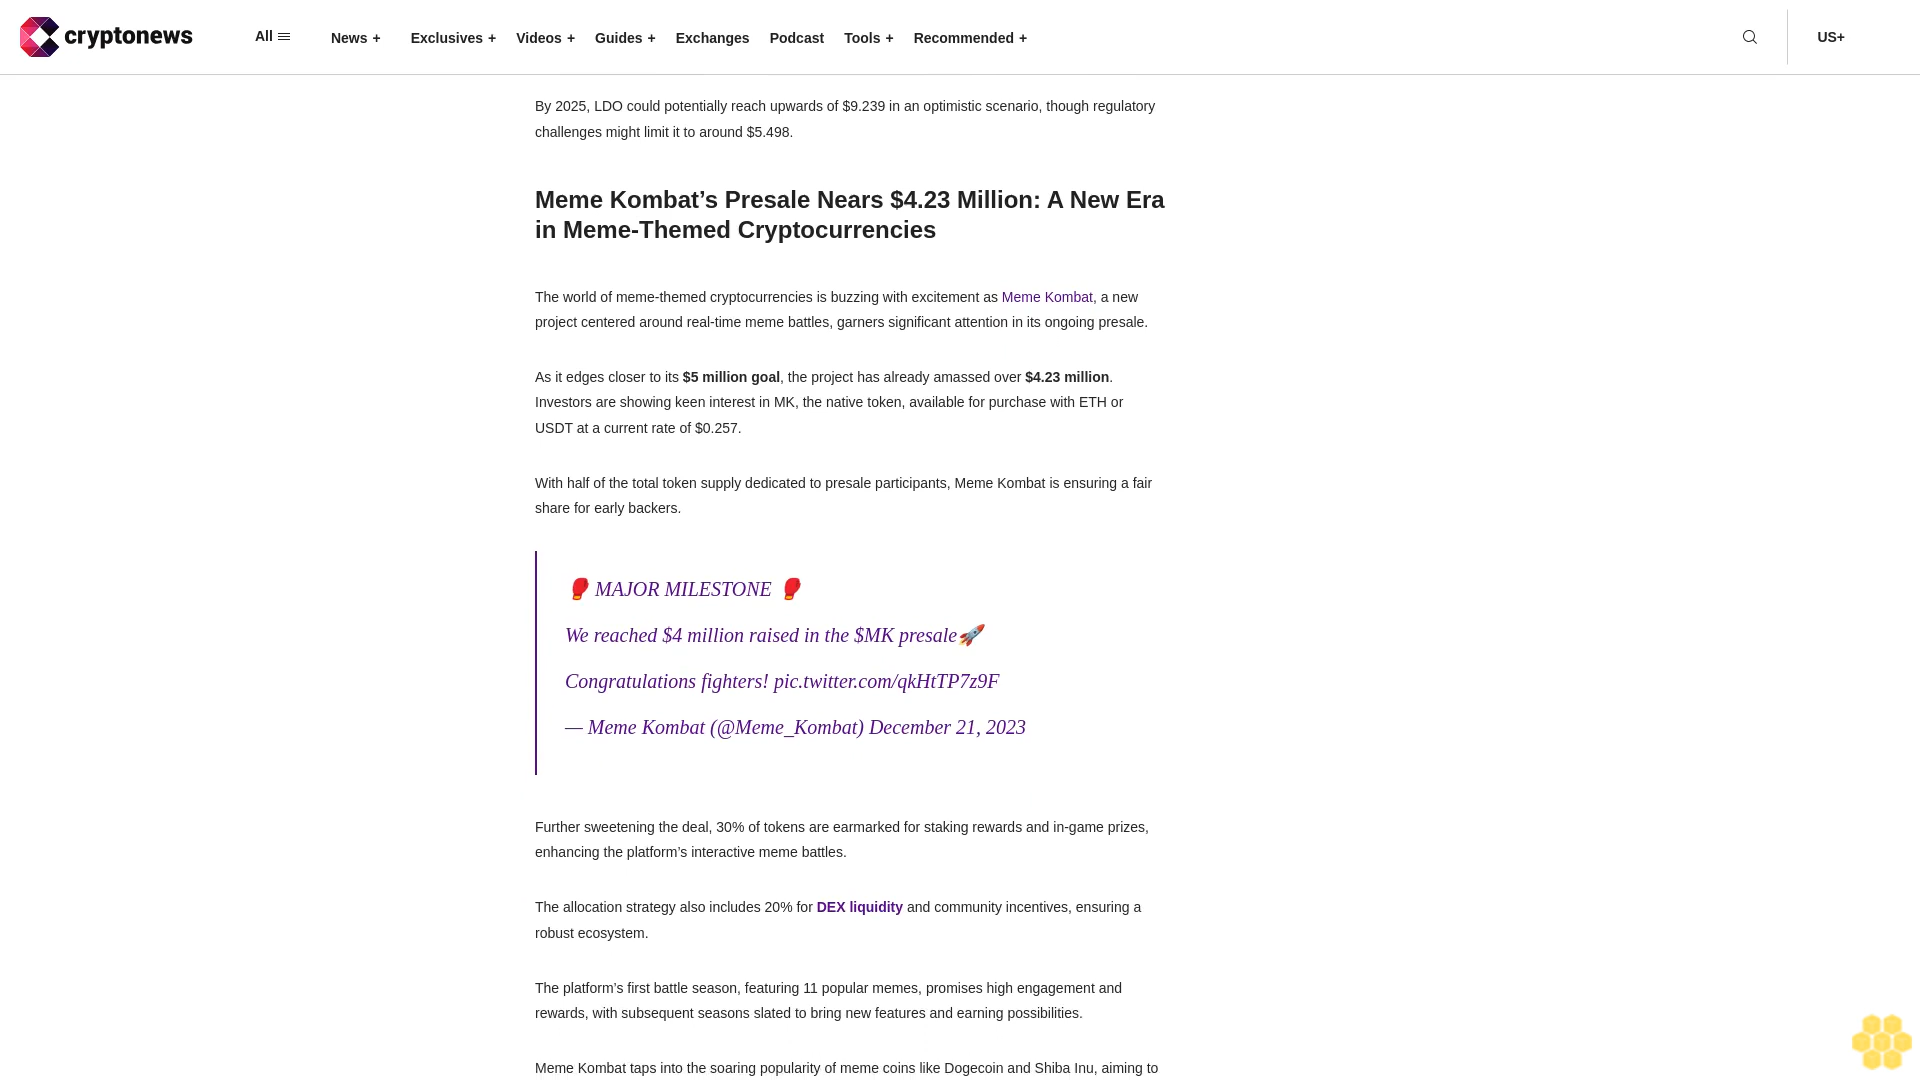 cryptonews
All
News +
Exclusives +
Videos +
Guides +
Exchanges
Podcast
Tools +
Recommended +
US+
By 2025, LDO could potentially reach upwards of $9.239 in an optimistic scenario, though regulatory
challenges might limit it to around $5.498.
Meme Kombat’s Presale Nears $4.23 Million: A New Era
in Meme-Themed Cryptocurrencies
The world of meme-themed cryptocurrencies is buzzing with excitement as Meme Kombat, a new
project centered around real-time meme battles, garners significant attention in its ongoing presale.
As it edges closer to its $5 million goal, the project has already amassed over $4.23 million.
Investors are showing keen interest in MK, the native token, available for purchase with ETH or
USDT at a current rate of $0.257.
With half of the total token supply dedicated to presale participants, Meme Kombat is ensuring a fair
share for early backers.
🥊 MAJOR MILESTONE 🥊
We reached $4 million raised in the $MK presale🚀
Congratulations fighters! pic.twitter.com/qkHtTP7z9F
— Meme Kombat (@Meme_Kombat) December 21, 2023
Further sweetening the deal, 30% of tokens are earmarked for staking rewards and in-game prizes,
enhancing the platform’s interactive meme battles.
The allocation strategy also includes 20% for DEX liquidity and community incentives, ensuring a
robust ecosystem.
The platform’s first battle season, featuring 11 popular memes, promises high engagement and
rewards, with subsequent seasons slated to bring new features and earning possibilities.
Meme Kombat taps into the soaring popularity of meme coins like Dogecoin and Shiba Inu, aiming to